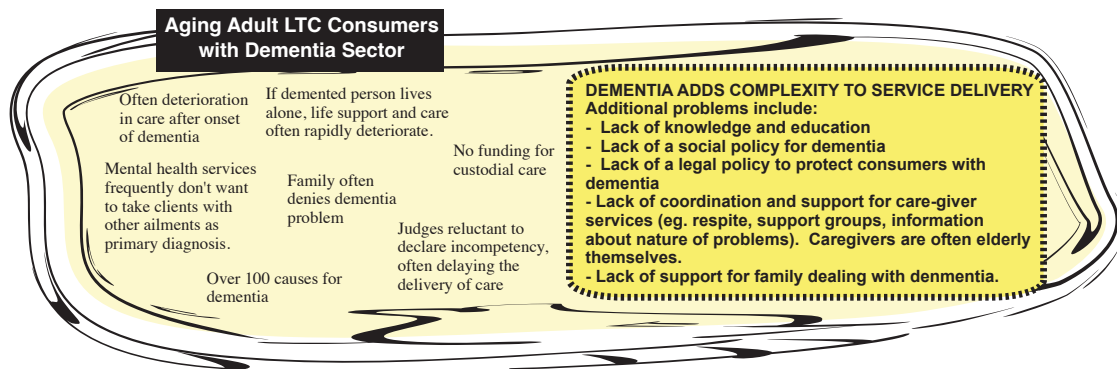 Aging Adult LTC Consumers
with Dementia Sector
Often deterioration
in care after onset
of dementia
If demented person lives
alone, life support and care
often rapidly deteriorate.
No funding for
custodial care
Mental health services
frequently don't want
to take clients with
other ailments as
primary diagnosis.
Family often
denies dementia
problem
Judges reluctant to
declare incompetency,
often delaying the
delivery of care
Over 100 causes for
dementia
DEMENTIA ADDS COMPLEXITY TO SERVICE DELIVERY
Additional problems include:
- Lack of knowledge and education
- Lack of a social policy for dementia
- Lack of a legal policy to protect consumers with
dementia
- Lack of coordination and support for care-giver
services (eg. respite, support groups, information
about nature of problems). Caregivers are often elderly
themselves.
- Lack of support for family dealing with denmentia.